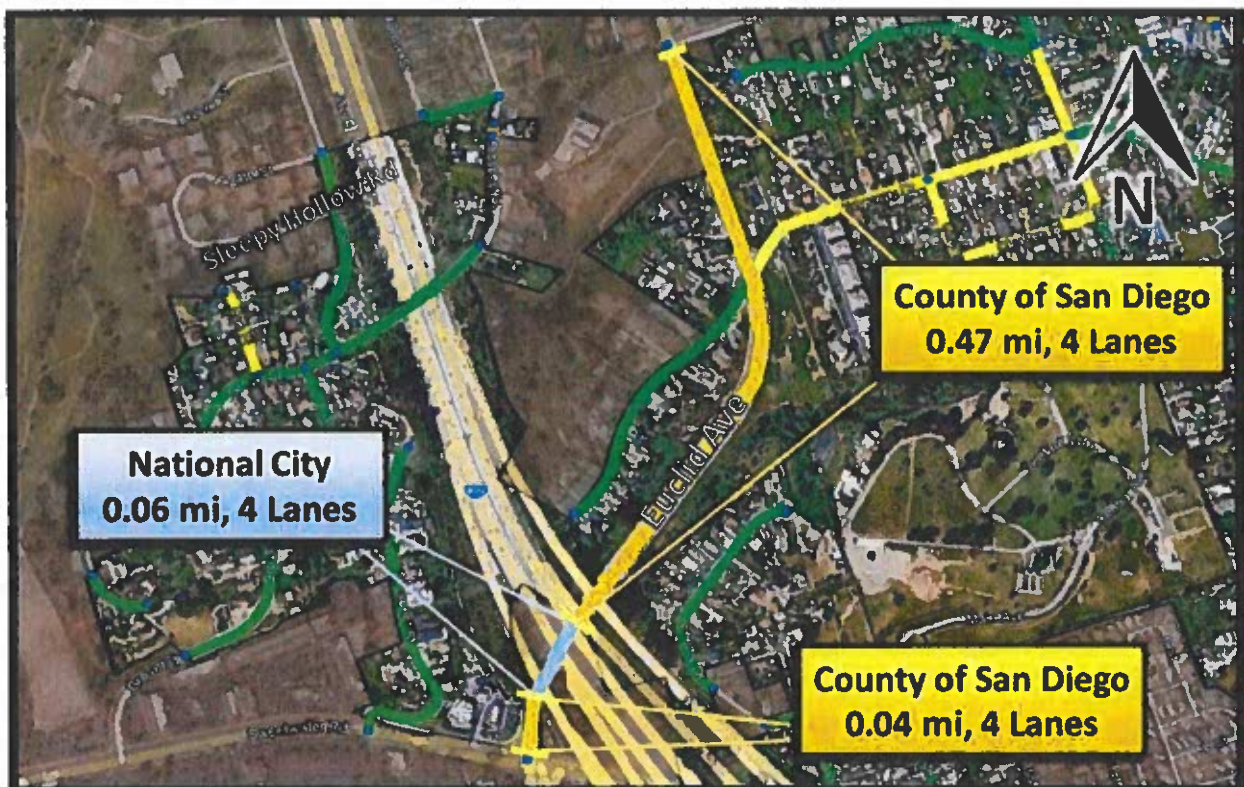 Sleepy Hollow Rd
N
County of San Diego
0.47 mi, 4 Lanes
Euclid Ave
National City
0.06 mi, 4 Lanes
County of San Diego
0.04 mi, 4 Lanes